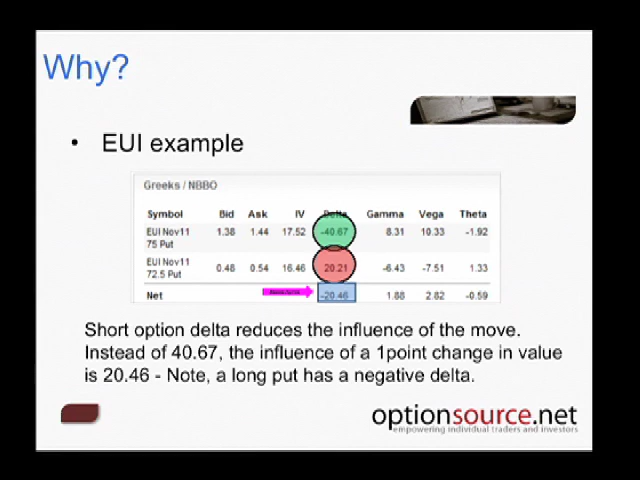 Why?
• EUI example
Greeks / NBBO
Symbol Bid Ask IV Delta Gamma Vega Theta
EUI Nov11 1.38 1.44 17.52 -40.67 8.31 10.33 -1.92
75 Put
EUI Nov11 0.48 0.54 16.46 20.21 -6.43 -7.51 1.33
72.5 Put
Net -20.46 1.88 2.82 -0.59
Short option delta reduces the influence of the move.
Instead of 40.67, the influence of a 1point change in value
is 20.46 - Note, a long put has a negative delta.
optionsource.net
empowering individual traders and investors